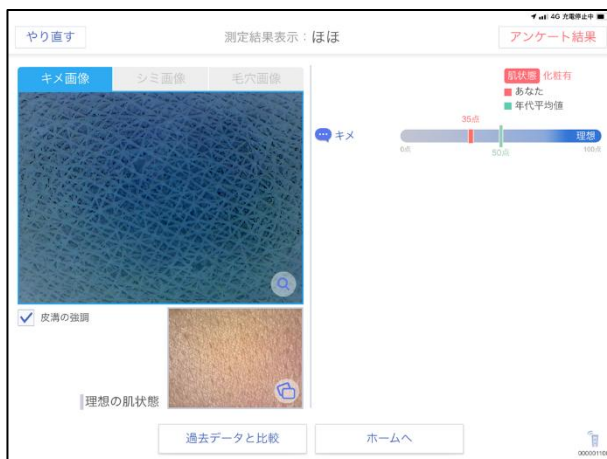 4G 充電停止中
やり直す
測定結果表示：ほほ
アンケート結果
キメ画像
シミ画像
毛穴画像
肌状態 化粧有
あなた
年代平均値
35点
キメ
理想
0点
50点
100点
皮溝の強調
理想の肌状態
過去データと比較
ホームへ
00000110